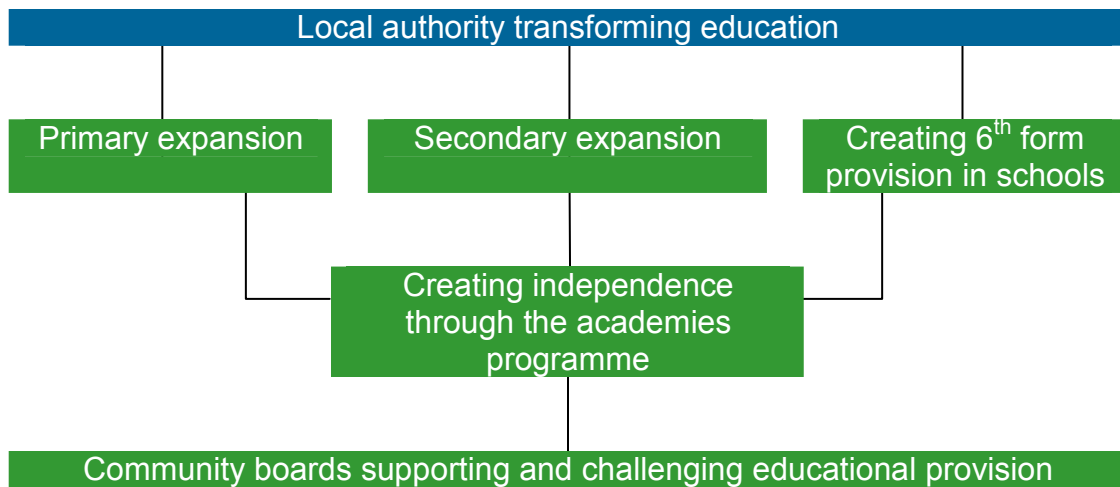 Local authority transforming education
Primary expansion
Secondary expansion
Creating 6th form
provision in schools
Creating independence
through the academies
programme
Community boards supporting and challenging educational provision